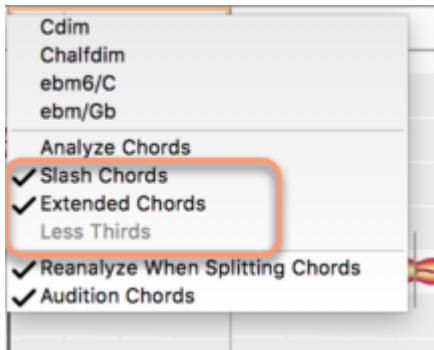 Cdim
Chalfdim
ebm6/C
ebm/Gb
Analyze Chords
Slash Chords
Extended Chords
Less Thirds
Reanalyze When Splitting Chords
Audition Chords